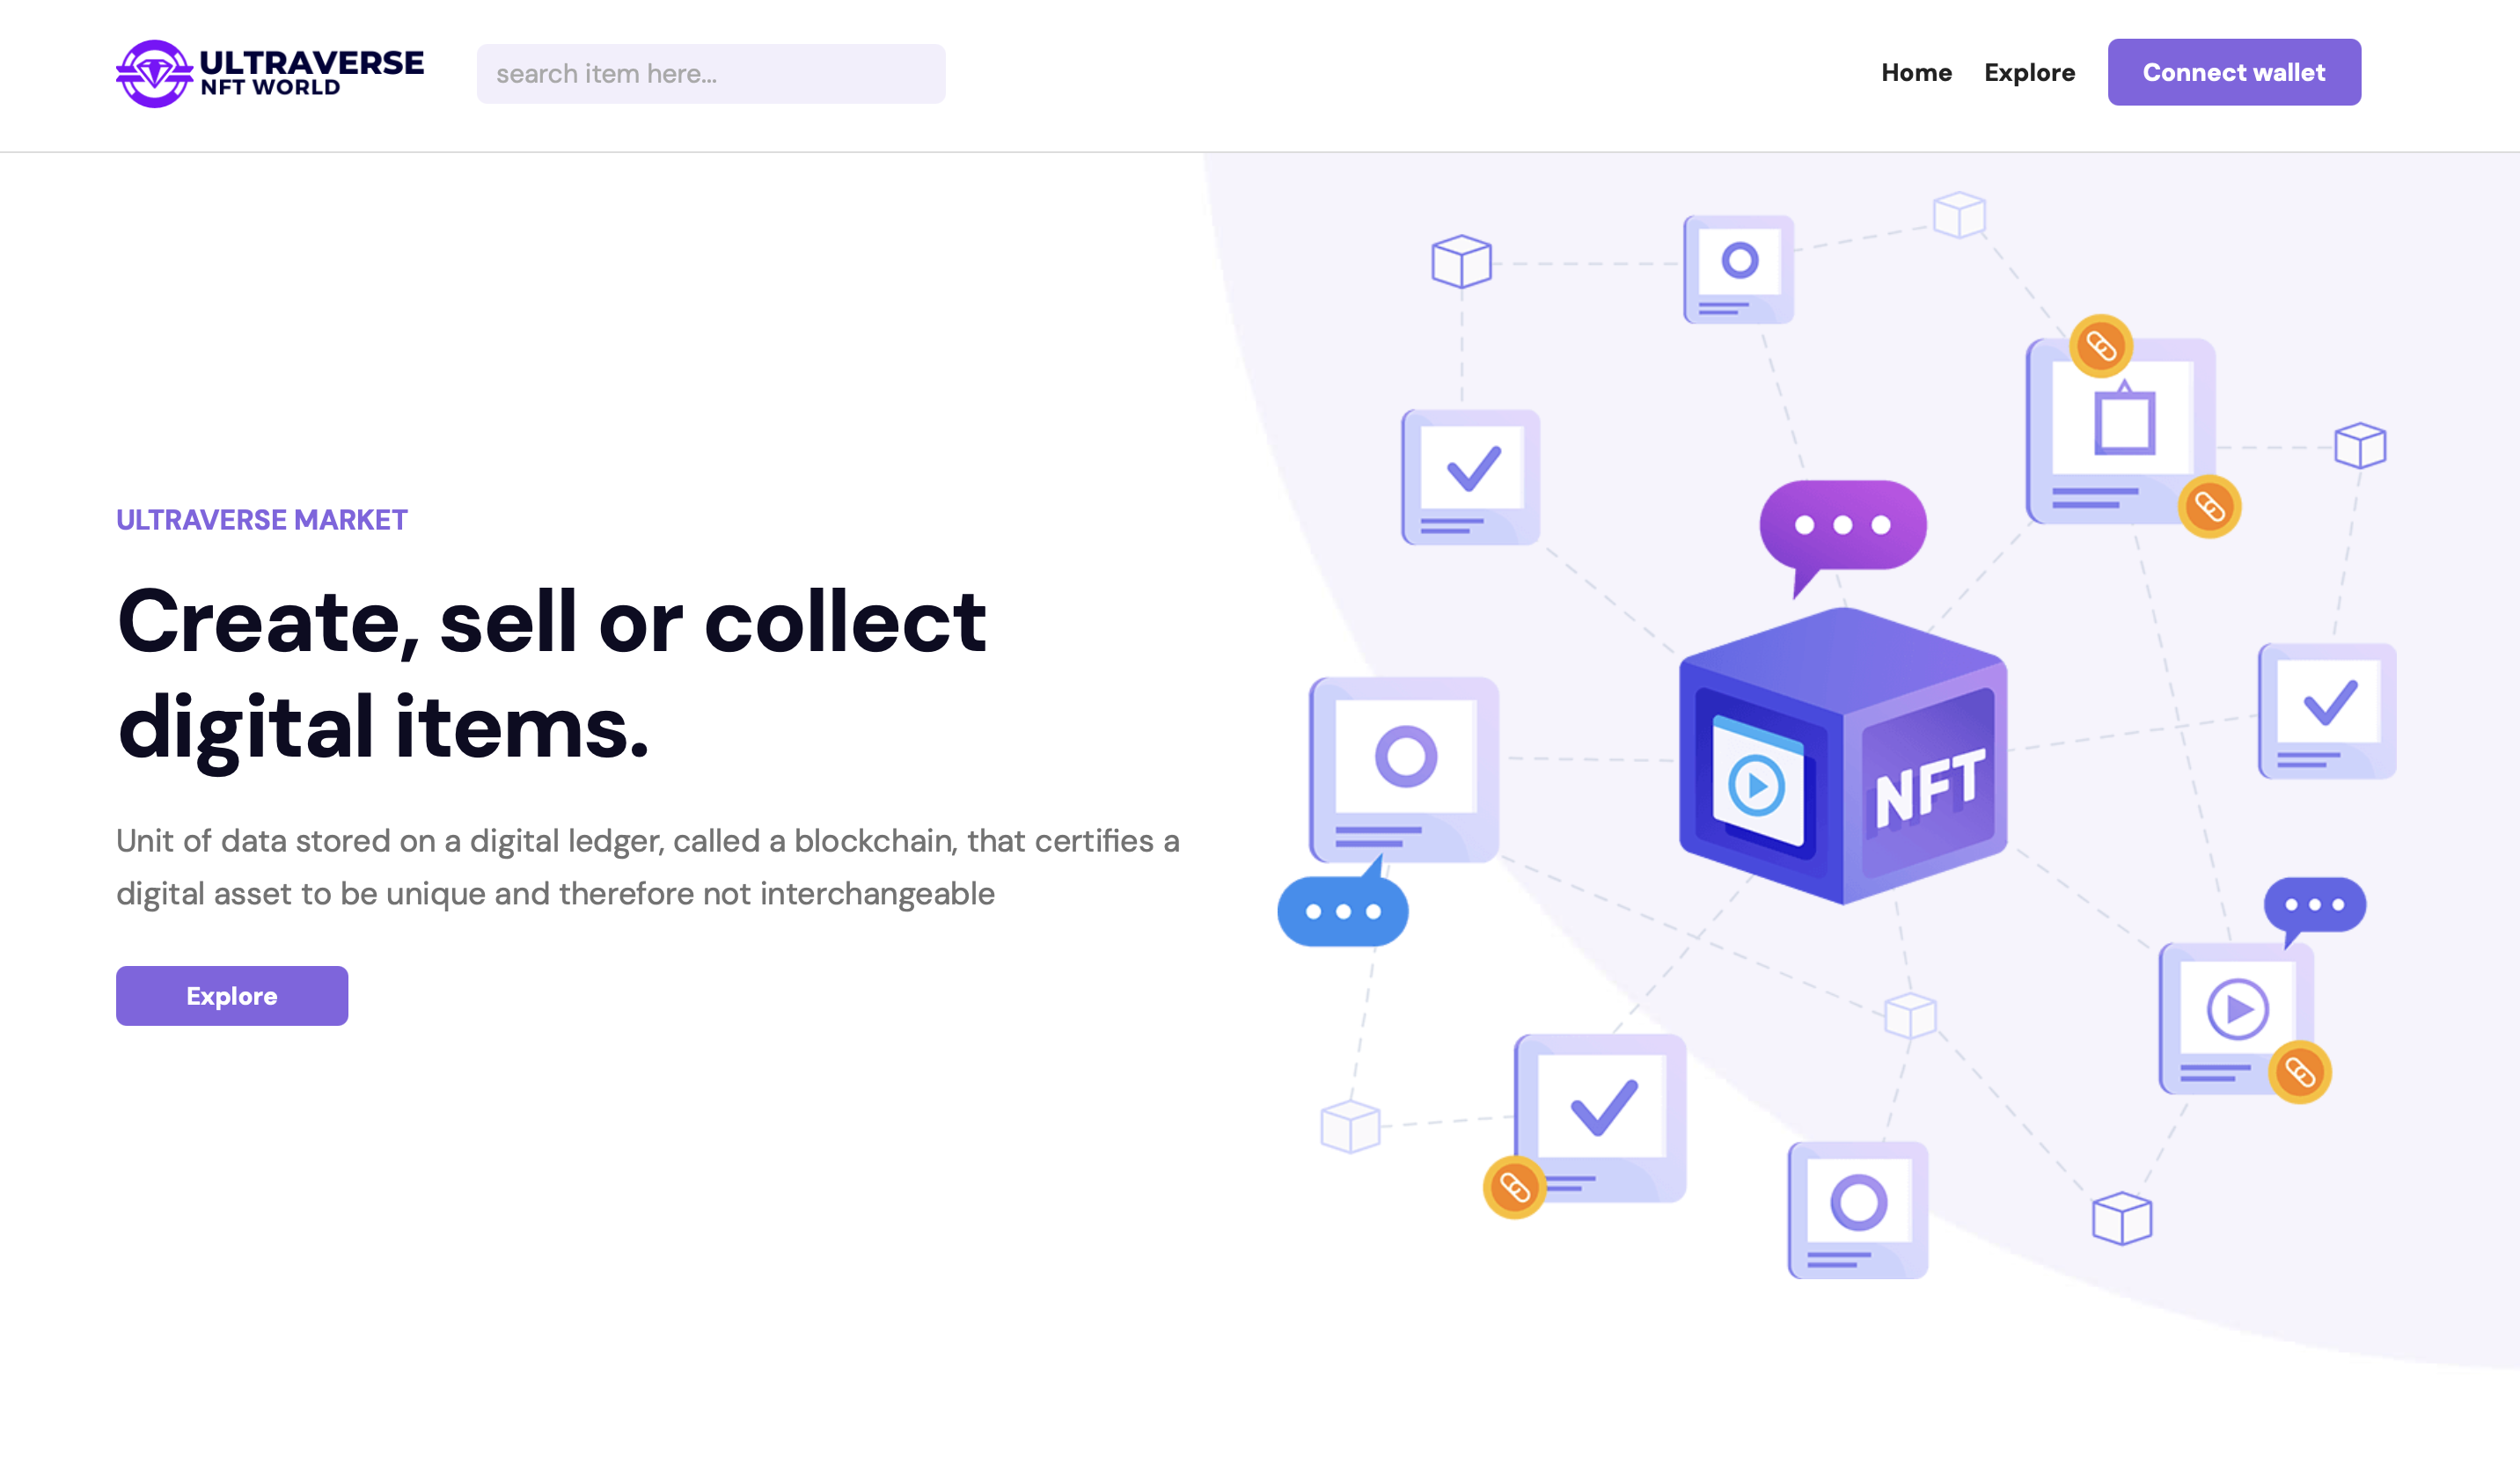 ULTRAVERSE
NFT WORLD
search item here...
Home
Explore
Connect wallet
ULTRAVERSE MARKET
Create, sell or collect
digital items.
Unit of data stored on a digital ledger, called a blockchain, that certifies a
digital asset to be unique and therefore not interchangeable
Explore
NFT